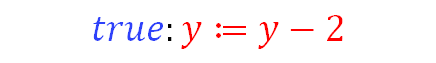 true: y ≔ y − 2